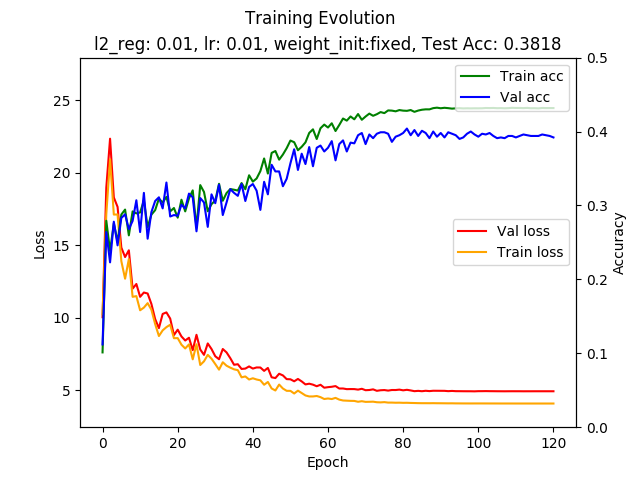 Training Evolution
l2_reg: 0.01, lr: 0.01, weight_init:fixed, Test Acc: 0.3818
Train acc
Val acc
Val loss
Train loss
Loss
25
20
15
10
5
Accuracy
0.5
0.4
0.3
0.2
0.1
0.0
0 20 40 60 80 100 120
Epoch